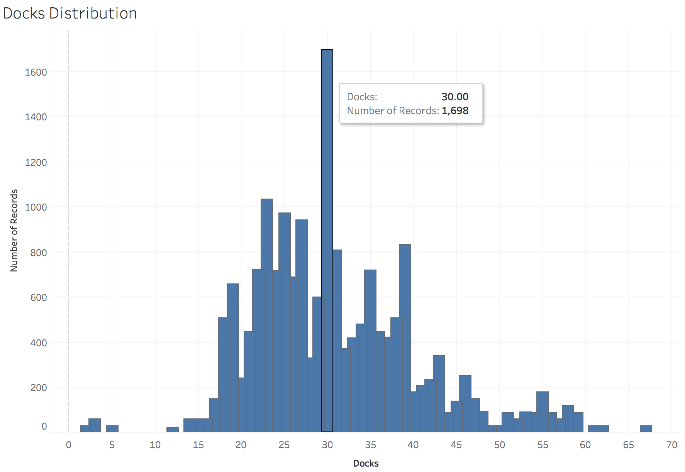 Docks Distribution
1600
1400
1200
1000
800
600
400
200
0
Number of Records
Docks: 30.00
Number of Records: 1,698
0 5 10 15 20 25 30 35 40 45 50 55 60 65 70
Docks